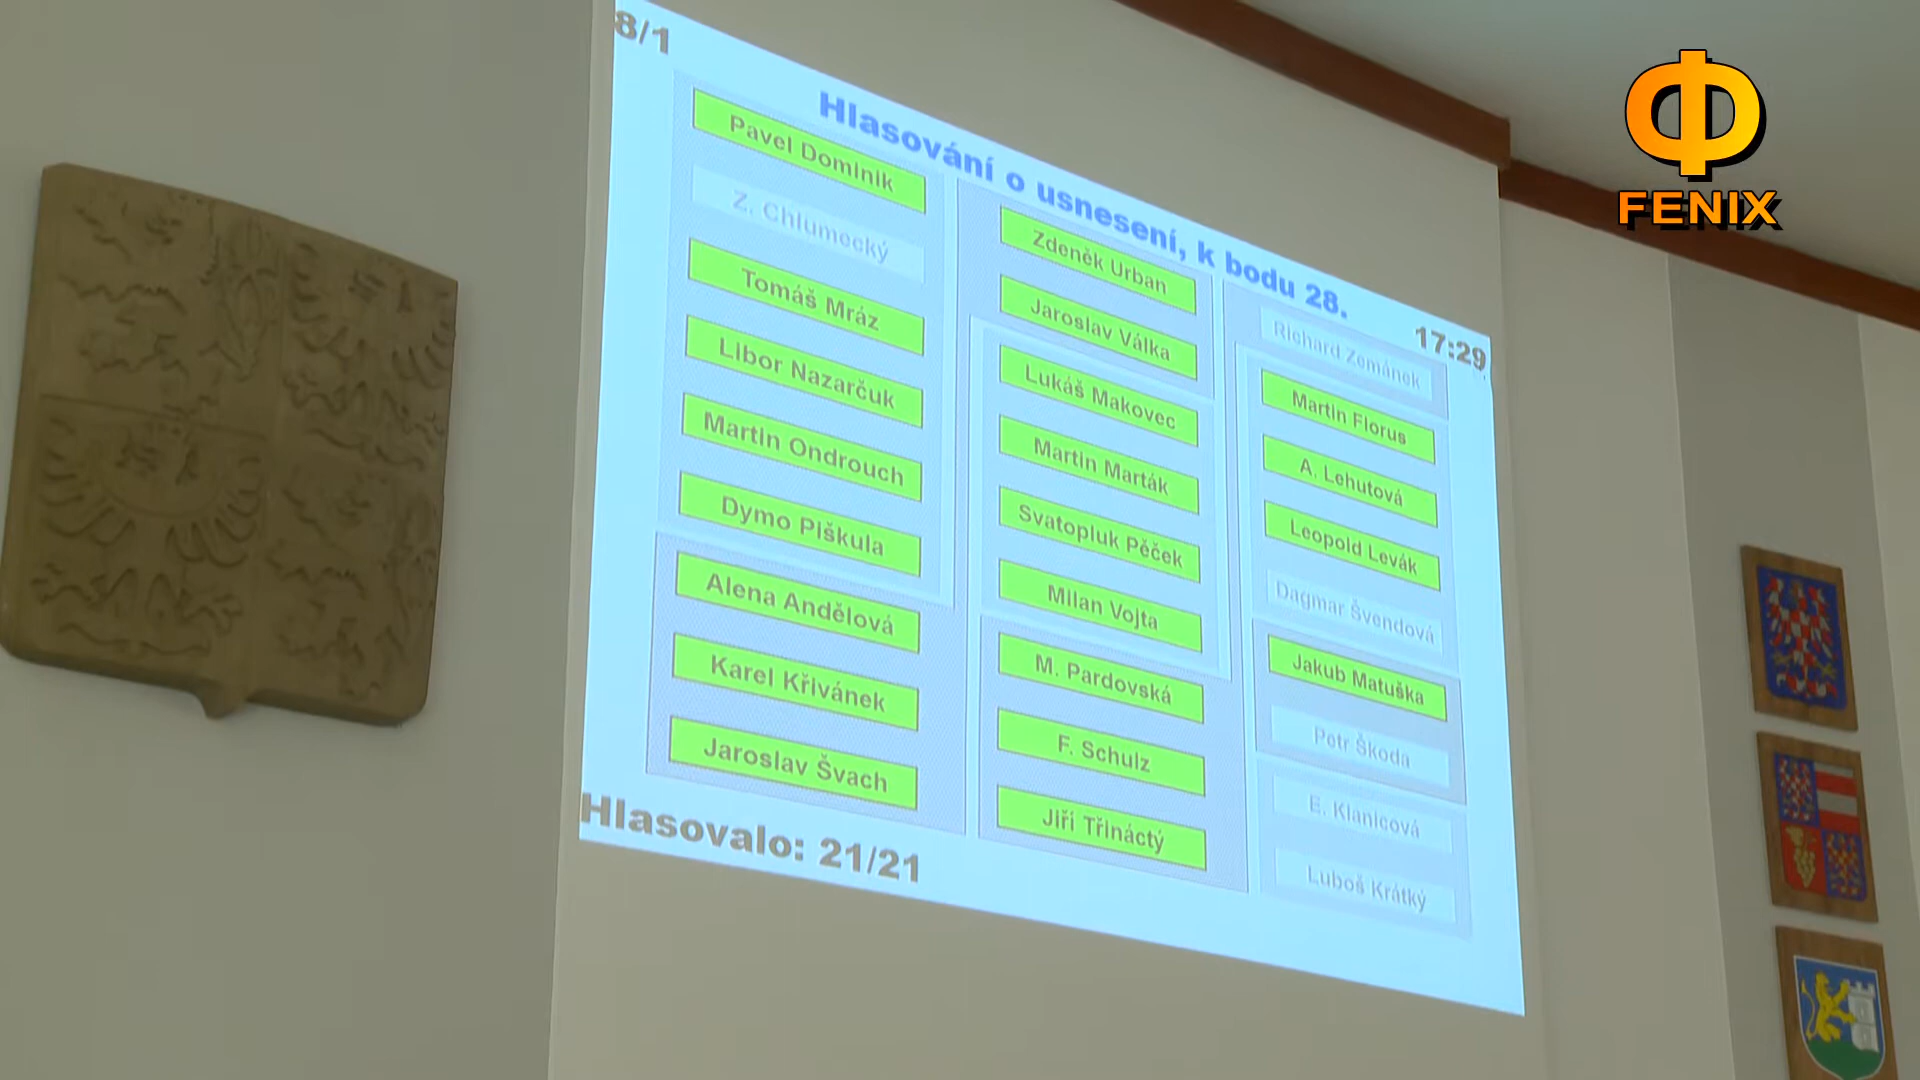 8/1
Hlasování o usnesení, k bodu 28.
17:29
Pavel Dominik
Z. Chlumecký
Tomáš Mráz
Libor Nazarčuk
Martin Ondrouch
Dymo Piškula
Alena Andělová
Karel Křivánek
Jaroslav Švach
Zdeněk Urban
Jaroslav Válka
Lukáš Makovec
Martin Marták
Svatopluk Pěček
Milan Vojta
M. Pardovská
F. Schulz
Jiří Třináctý
Richard Zemánek
Martin Florus
A. Lehutová
Leopold Levák
Dagmar Švendová
Jakub Matuška
Petr Škoda
E. Klanicová
Luboš Krátký
Hlasovalo: 21/21
FENIX